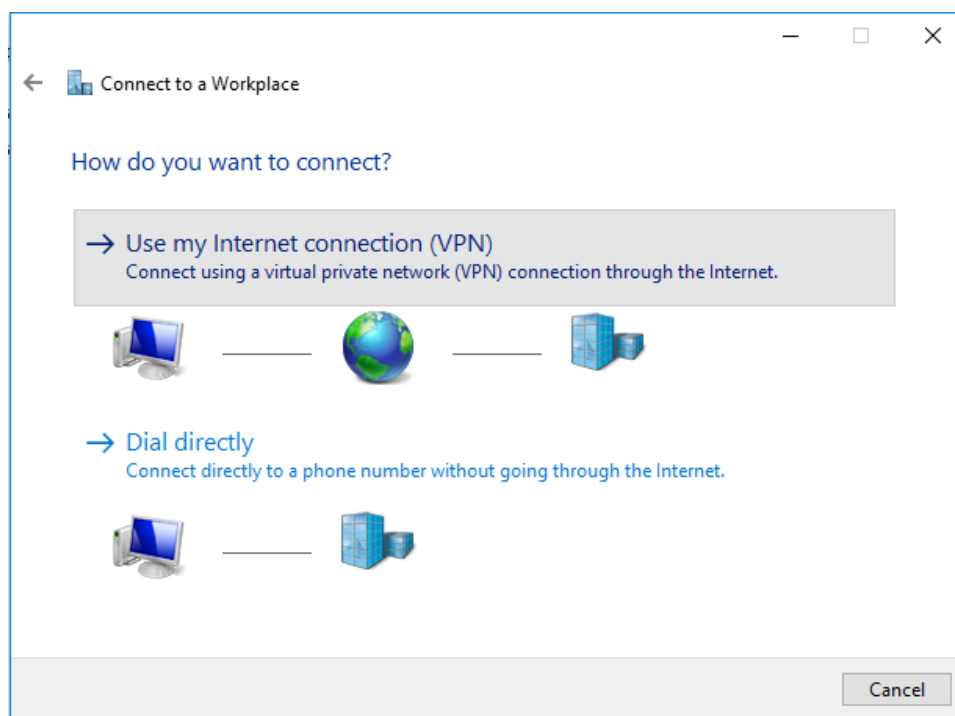 Connect to a Workplace
How do you want to connect?
Use my Internet connection (VPN)
Connect using a virtual private network (VPN) connection through the Internet.
Dial directly
Connect directly to a phone number without going through the Internet.
Cancel